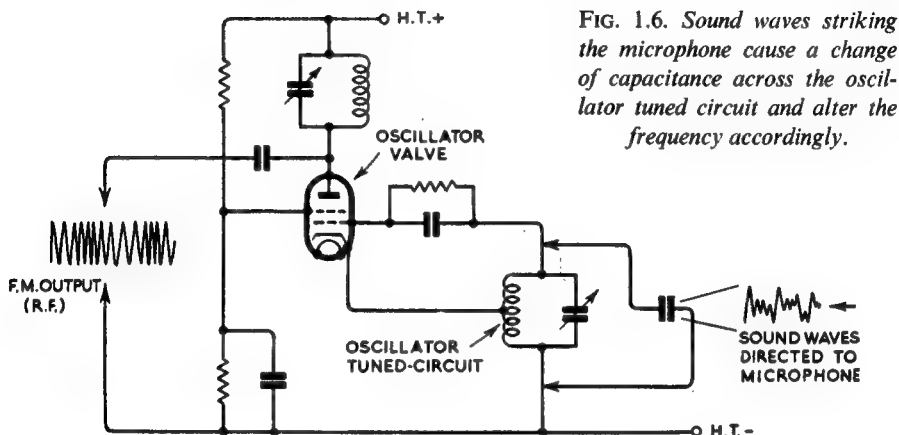 H.T.+
FIG. 1.6. Sound waves striking
the microphone cause a change
of capacitance across the oscil-
lator tuned circuit and alter the
frequency accordingly.
OSCILLATOR
VALVE
F.M.OUTPUT
(R.F.)
OSCILLATOR
TUNED-CIRCUIT
SOUND WAVES
DIRECTED TO
MICROPHONE
H.T.-